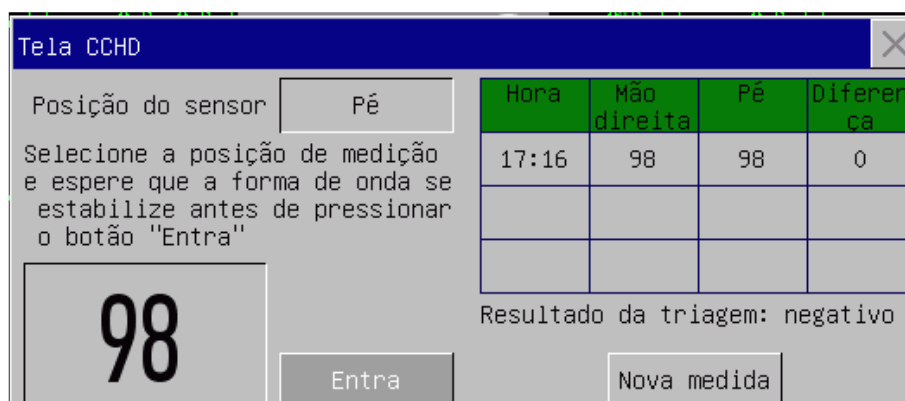 Tela CCHD
Posição do sensor
Pé
Selecione a posição de medição
e espere que a forma de onda se
estabilize antes de pressionar
o botão "Entra"
98
Entra
Hora Mão direita Pé Diferença
17:16 98 98 0
Resultado da triagem: negativo
Nova medida